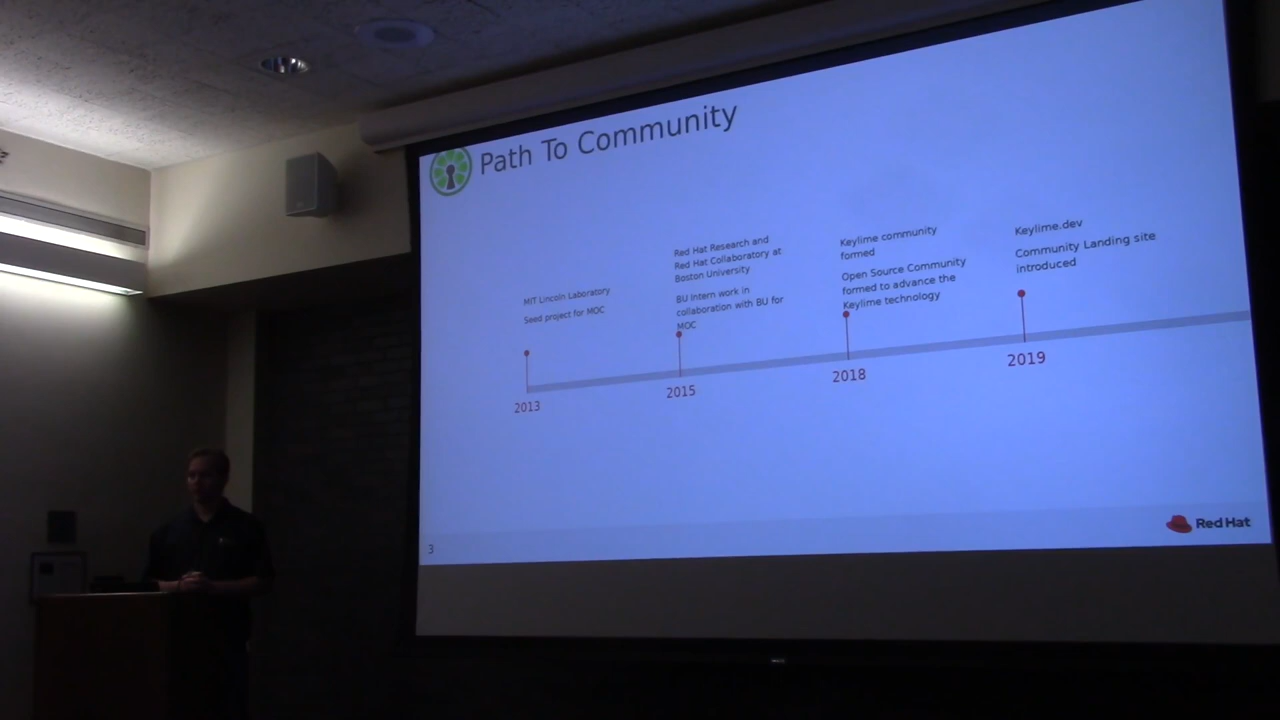 Path To Community
MIT Lincoln Laboratory
Seed project for MOC
2013
Red Hat Research and
Red Hat Collaboratory at
Boston University
BU Intern work in
collaboration with BU for
MOC
2015
Keylime community
formed
Open Source Community
formed to advance the
Keylime technology
2018
Keylime.dev
Community Landing site
introduced
2019
3
Red Hat